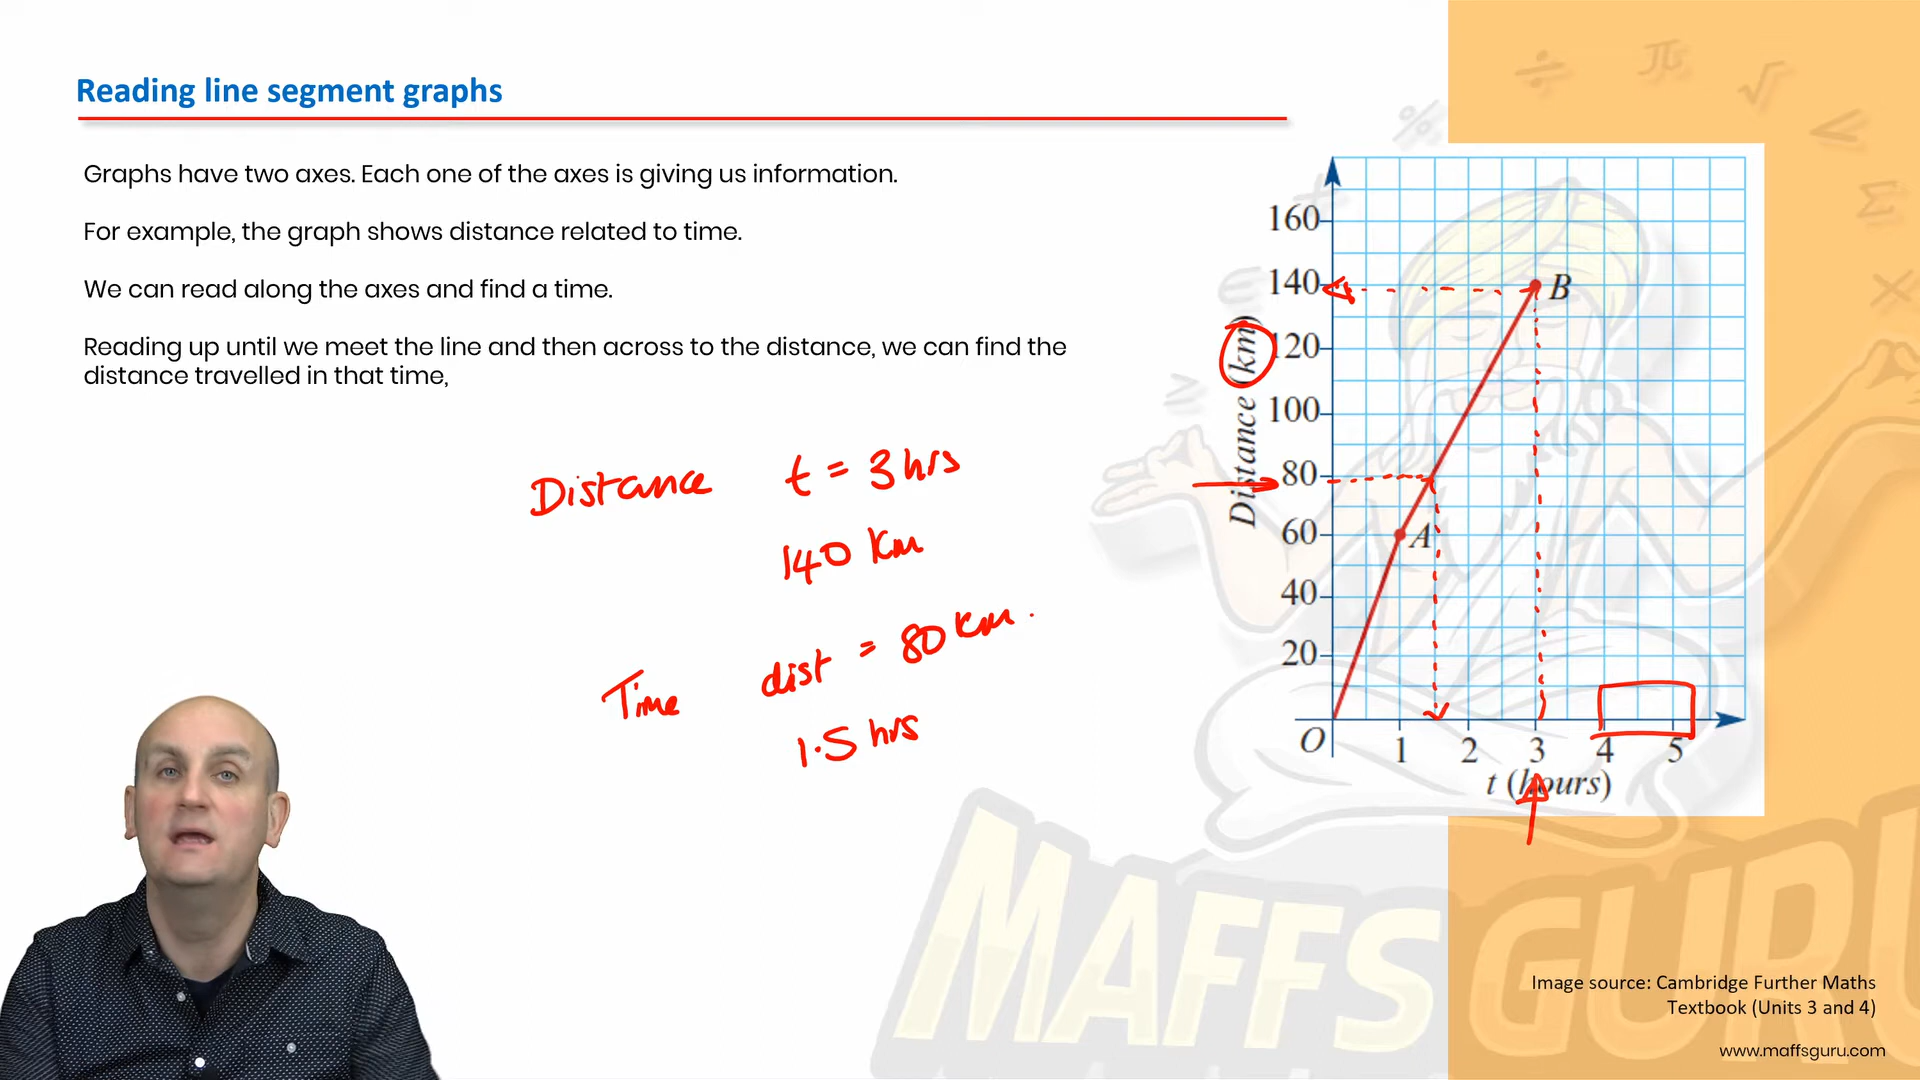 Reading line segment graphs
Graphs have two axes. Each one of the axes is giving us information.
For example, the graph shows distance related to time.
We can read along the axes and find a time.
Reading up until we meet the line and then across to the distance, we can find the
distance travelled in that time,
Distance t = 3 hrs
140 km
Time dist = 80 km.
1.5 hrs
Distance (km)
160
140
120
100
80
60
40
20
B
A
O 1 2 3 4 5
t (hours)
% ÷ π √ < Σ × ∈ ≥ +
MAFFSGURU
Image source: Cambridge Further Maths
Textbook (Units 3 and 4)
www.maffsguru.com